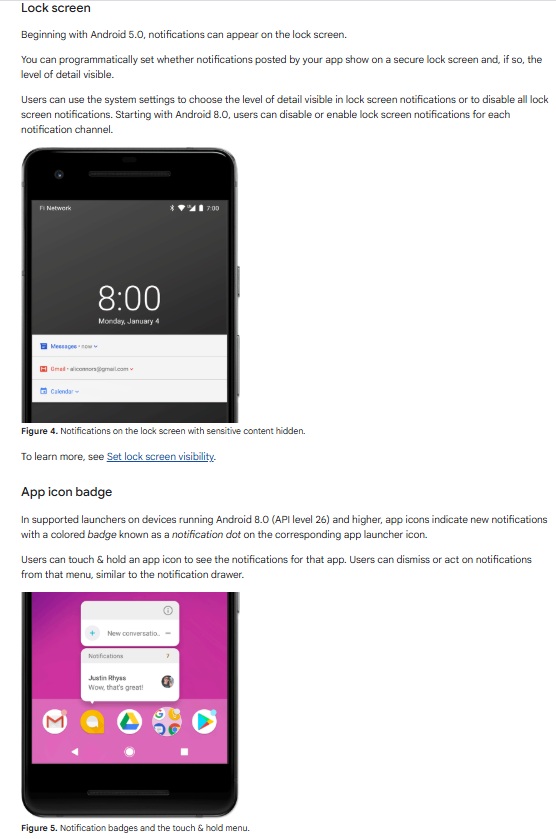 Lock screen
Beginning with Android 5.0, notifications can appear on the lock screen.
You can programmatically set whether notifications posted by your app show on a secure lock screen and, if so, the
level of detail visible.
Users can use the system settings to choose the level of detail visible in lock screen notifications or to disable all lock
screen notifications. Starting with Android 8.0, users can disable or enable lock screen notifications for each
notification channel.
Fi Network 7:00
8:00
Monday, January 4
Messages • now
Email • aliconnors@gmail.com
Calendar
Figure 4. Notifications on the lock screen with sensitive content hidden.
To learn more, see Set lock screen visibility.
App icon badge
In supported launchers on devices running Android 8.0 (API level 26) and higher, app icons indicate new notifications
with a colored badge known as a notification dot on the corresponding app launcher icon.
Users can touch & hold an app icon to see the notifications for that app. Users can dismiss or act on notifications
from that menu, similar to the notification drawer.
New conversatio..
Notifications
Justin Rhyss
Wow, that's great!
Figure 5. Notification badges and the touch & hold menu.